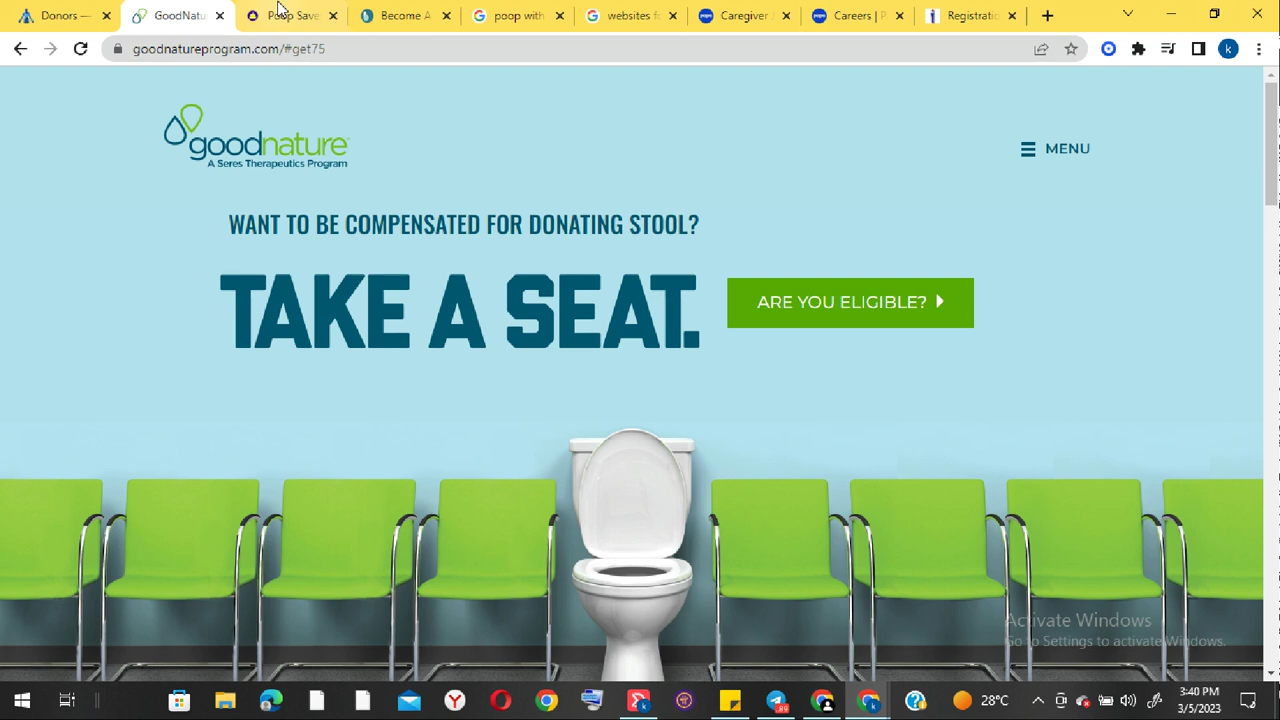 Donors —
GoodNatu
Poop Save
Become A
poop with
websites fo
Caregiver J
Careers | P
Registratio
goodnatureprogram.com/#get75
k
goodnature
A Seres Therapeutics Program
MENU
WANT TO BE COMPENSATED FOR DONATING STOOL?
TAKE A SEAT.
ARE YOU ELIGIBLE?
Activate Windows
Go to Settings to activate Windows.
28°C
3:40 PM
3/5/2023